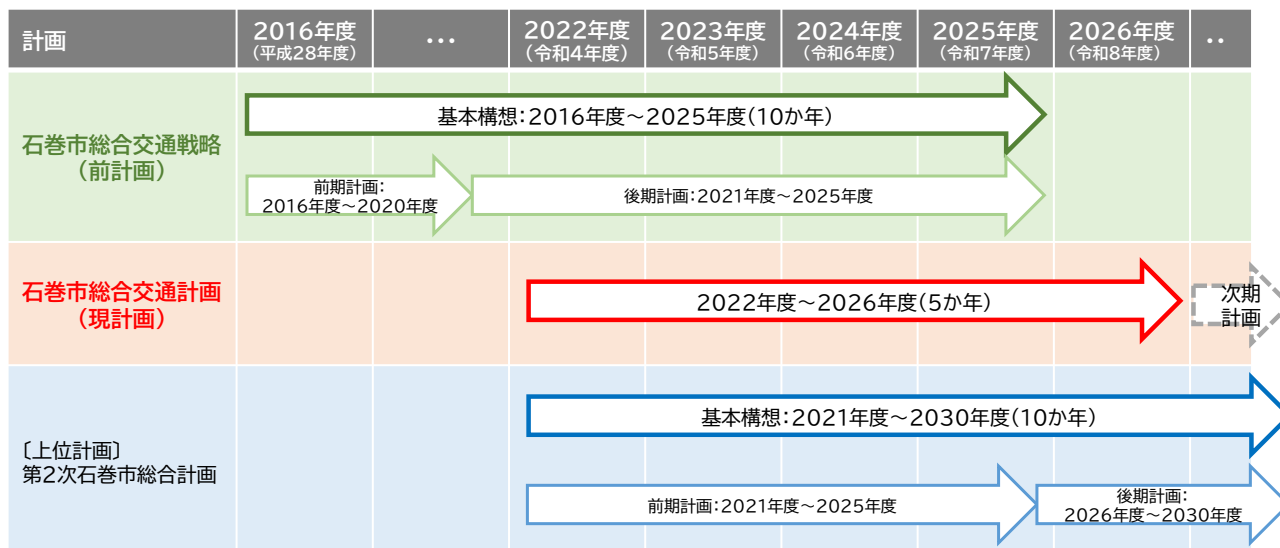 計画
2016年度
(平成28年度)
…
2022年度
(令和4年度)
2023年度
(令和5年度)
2024年度
(令和6年度)
2025年度
(令和7年度)
2026年度
(令和8年度)
‥
石巻市総合交通戦略
(前計画)
基本構想：2016年度～2025年度(10か年)
前期計画：
2016年度～2020年度
後期計画：2021年度～2025年度
石巻市総合交通計画
(現計画)
2022年度～2026年度(5か年)
次期
計画
〔上位計画〕
第2次石巻市総合計画
基本構想：2021年度～2030年度(10か年)
前期計画：2021年度～2025年度
後期計画：
2026年度～2030年度